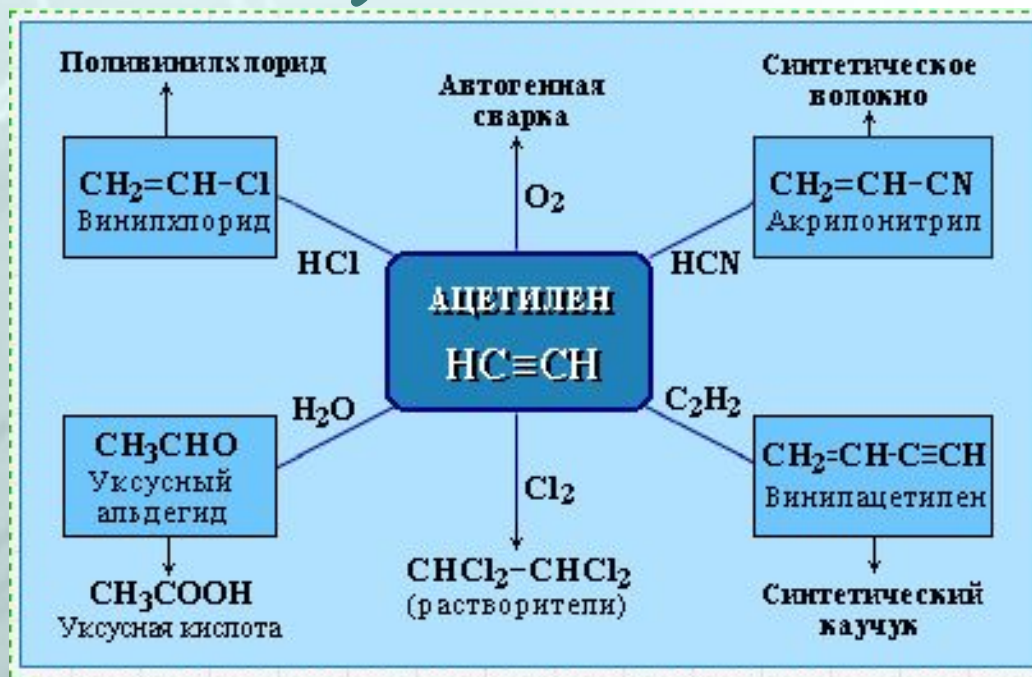 Поливинилхлорид
CH₂=CH-Cl
Винилхлорид
HCl
Автогенная
сварка
O₂
Синтетическое
волокно
CH₂=CH-CN
Акрилонитрил
HCN
АЦЕТИЛЕН
HC≡CH
H₂O
CH₃CHO
Уксусный
альдегид
CH₃COOH
Уксусная кислота
Cl₂
CHCl₂-CHCl₂
(растворители)
C₂H₂
CH₂=CH-C≡CH
Винилацетилен
Синтетический
каучук